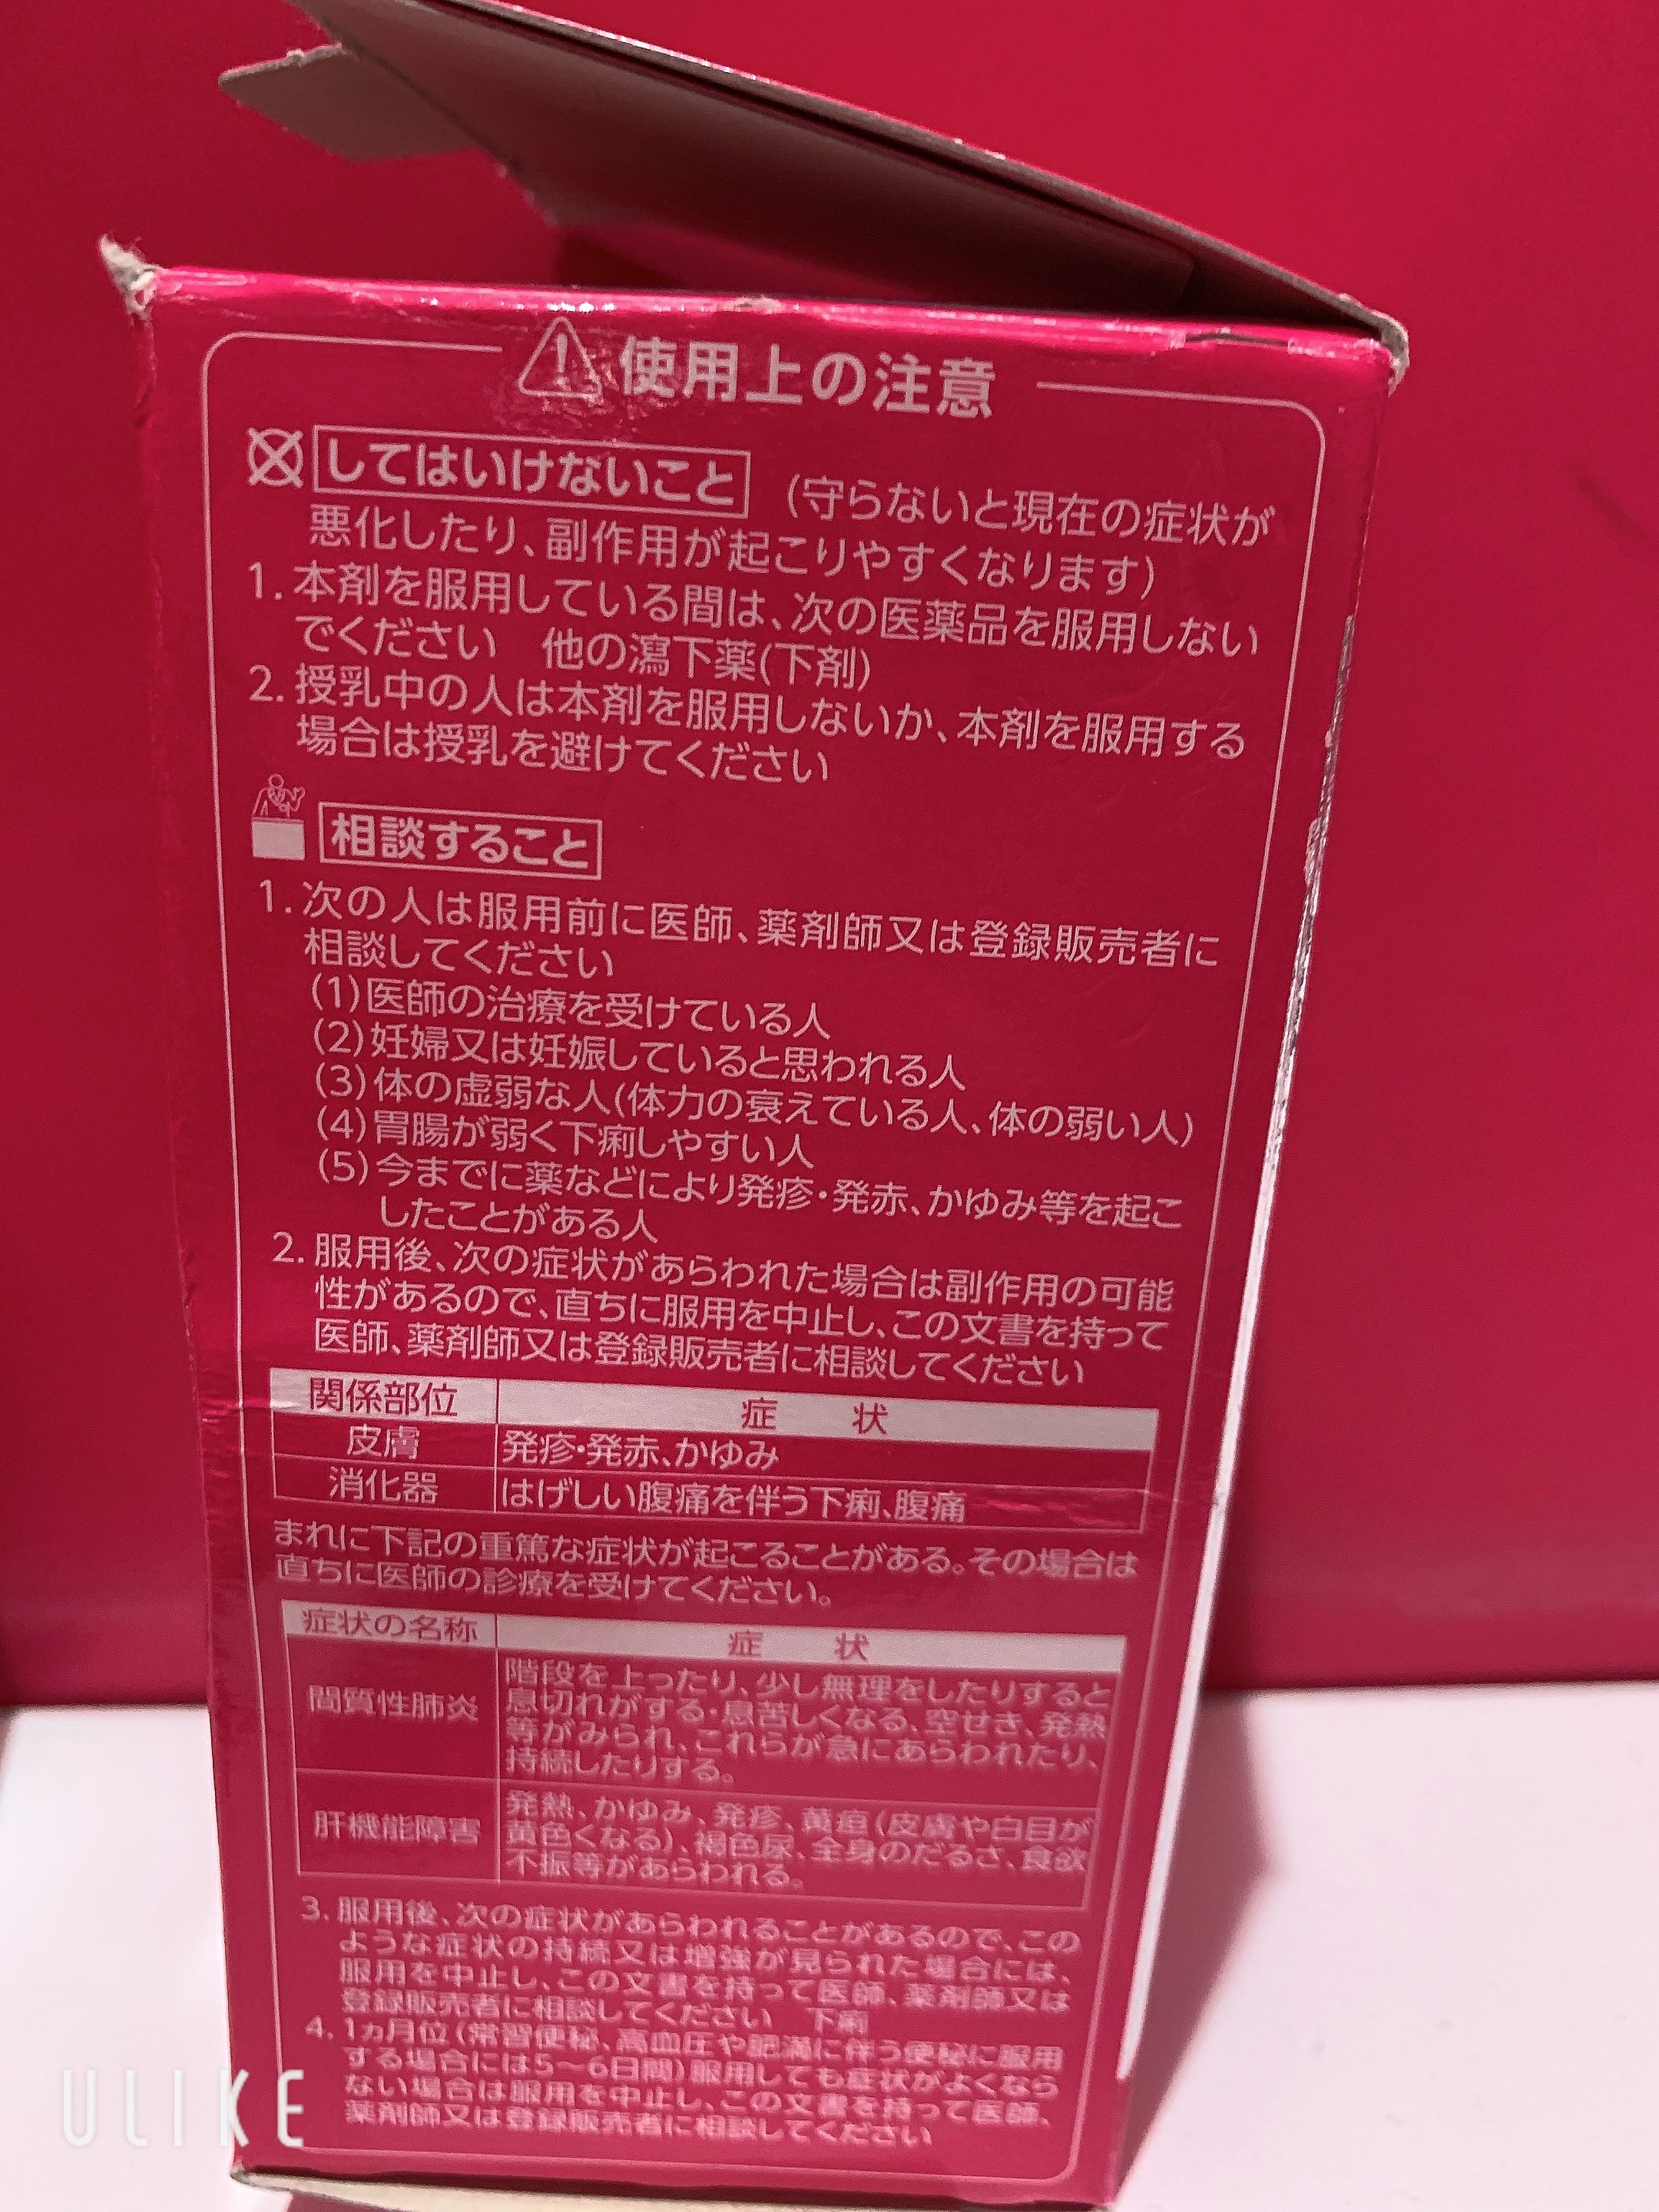 使用上の注意
してはいけないこと (守らないと現在の症状が
悪化したり、副作用が起こりやすくなります)
1. 本剤を服用している間は、次の医薬品を服用しない
でください 他の瀉下薬(下剤)
2. 授乳中の人は本剤を服用しないか、本剤を服用する
場合は授乳を避けてください
相談すること
1. 次の人は服用前に医師、薬剤師又は登録販売者に
相談してください
(1)医師の治療を受けている人
(2)妊婦又は妊娠していると思われる人
(3)体の虚弱な人(体力の衰えている人、体の弱い人)
(4)胃腸が弱く下痢しやすい人
(5)今までに薬などにより発疹・発赤、かゆみ等を起こ
したことがある人
2. 服用後、次の症状があらわれた場合は副作用の可能
性があるので、直ちに服用を中止し、この文書を持って
医師、薬剤師又は登録販売者に相談してください
関係部位 症状
皮膚 発疹・発赤、かゆみ
消化器 はげしい腹痛を伴う下痢、腹痛
まれに下記の重篤な症状が起こることがある。その場合は
直ちに医師の診療を受けてください。
症状の名称 症状
間質性肺炎 階段を上ったり、少し無理をしたりすると
息切れがする・息苦しくなる、空せき、発熱
等がみられ、これらが急にあらわれたり、
持続したりする。
肝機能障害 発熱、かゆみ、発疹、黄疸(皮膚や白目が
黄色くなる)、褐色尿、全身のだるさ、食欲
不振等があらわれる。
3. 服用後、次の症状があらわれることがあるので、この
ような症状の持続又は増強が見られた場合には、
服用を中止し、この文書を持って医師、薬剤師又は
登録販売者に相談してください 下痢
4. 1ヵ月位(常習便秘、高血圧や肥満に伴う便秘に服用
する場合には5〜6日間)服用しても症状がよくなら
ない場合は服用を中止し、この文書を持って医師、
薬剤師又は登録販売者に相談してください
ULIKE